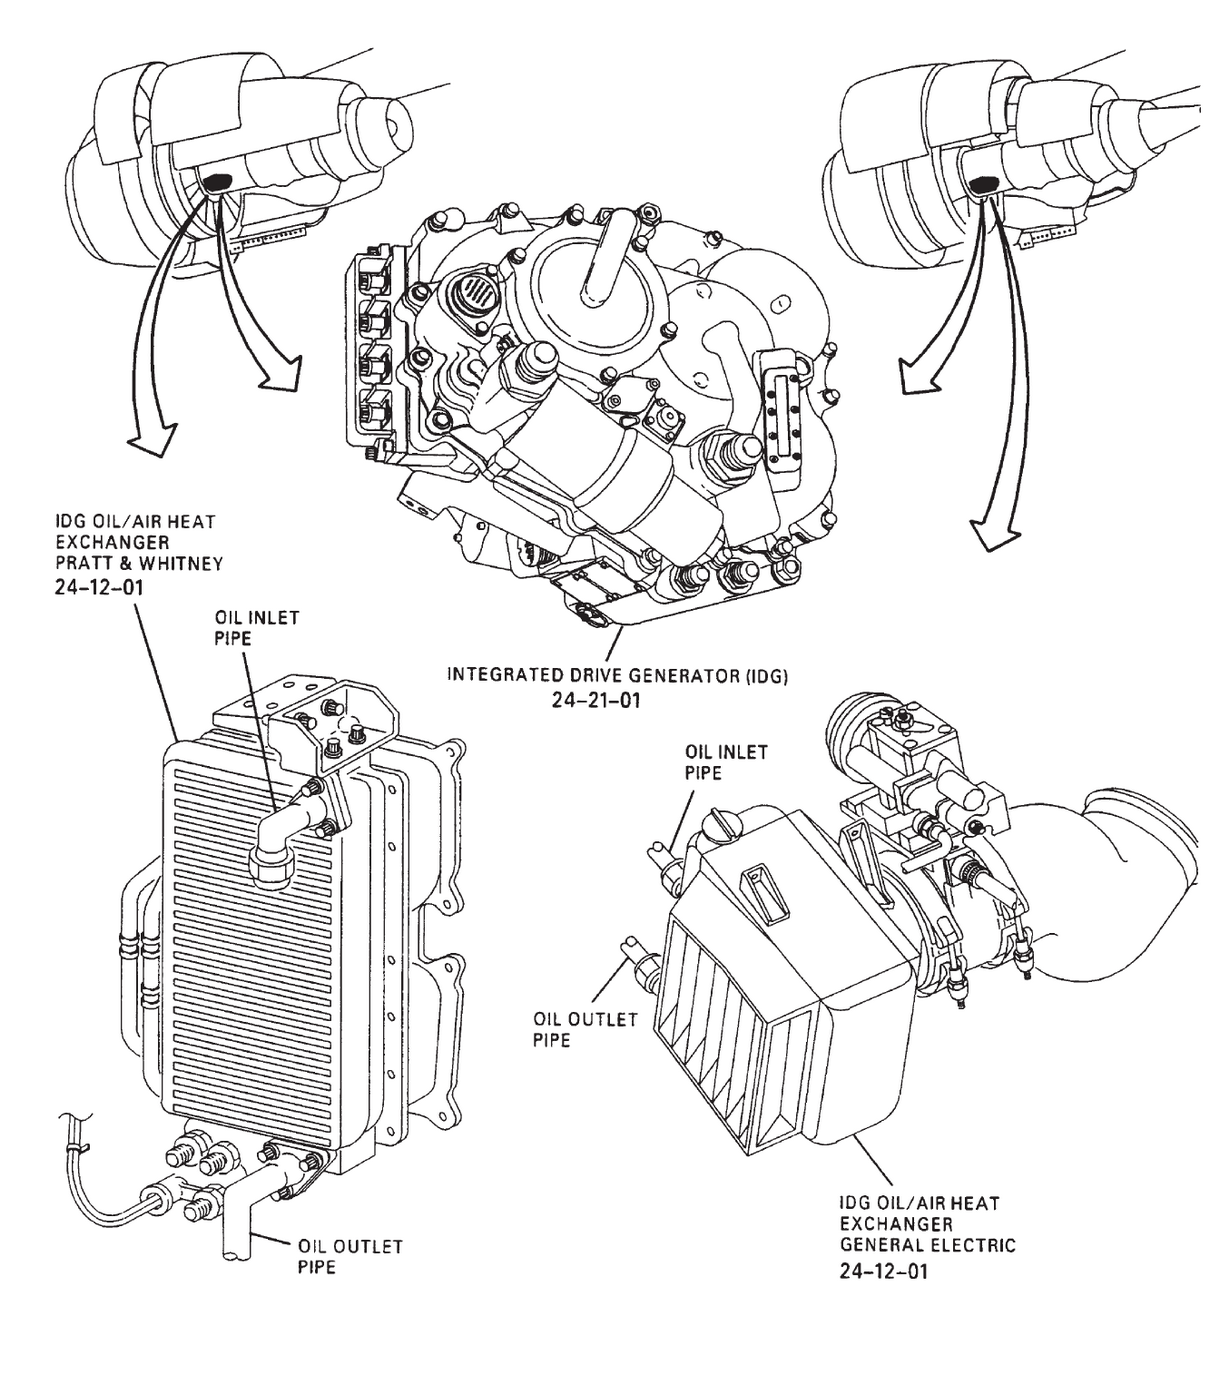 IDG OIL/AIR HEAT
EXCHANGER
PRATT & WHITNEY
24-12-01
OIL INLET
PIPE
INTEGRATED DRIVE GENERATOR (IDG)
24-21-01
OIL INLET
PIPE
OIL OUTLET
PIPE
IDG OIL/AIR HEAT
EXCHANGER
GENERAL ELECTRIC
24-12-01
OIL OUTLET
PIPE